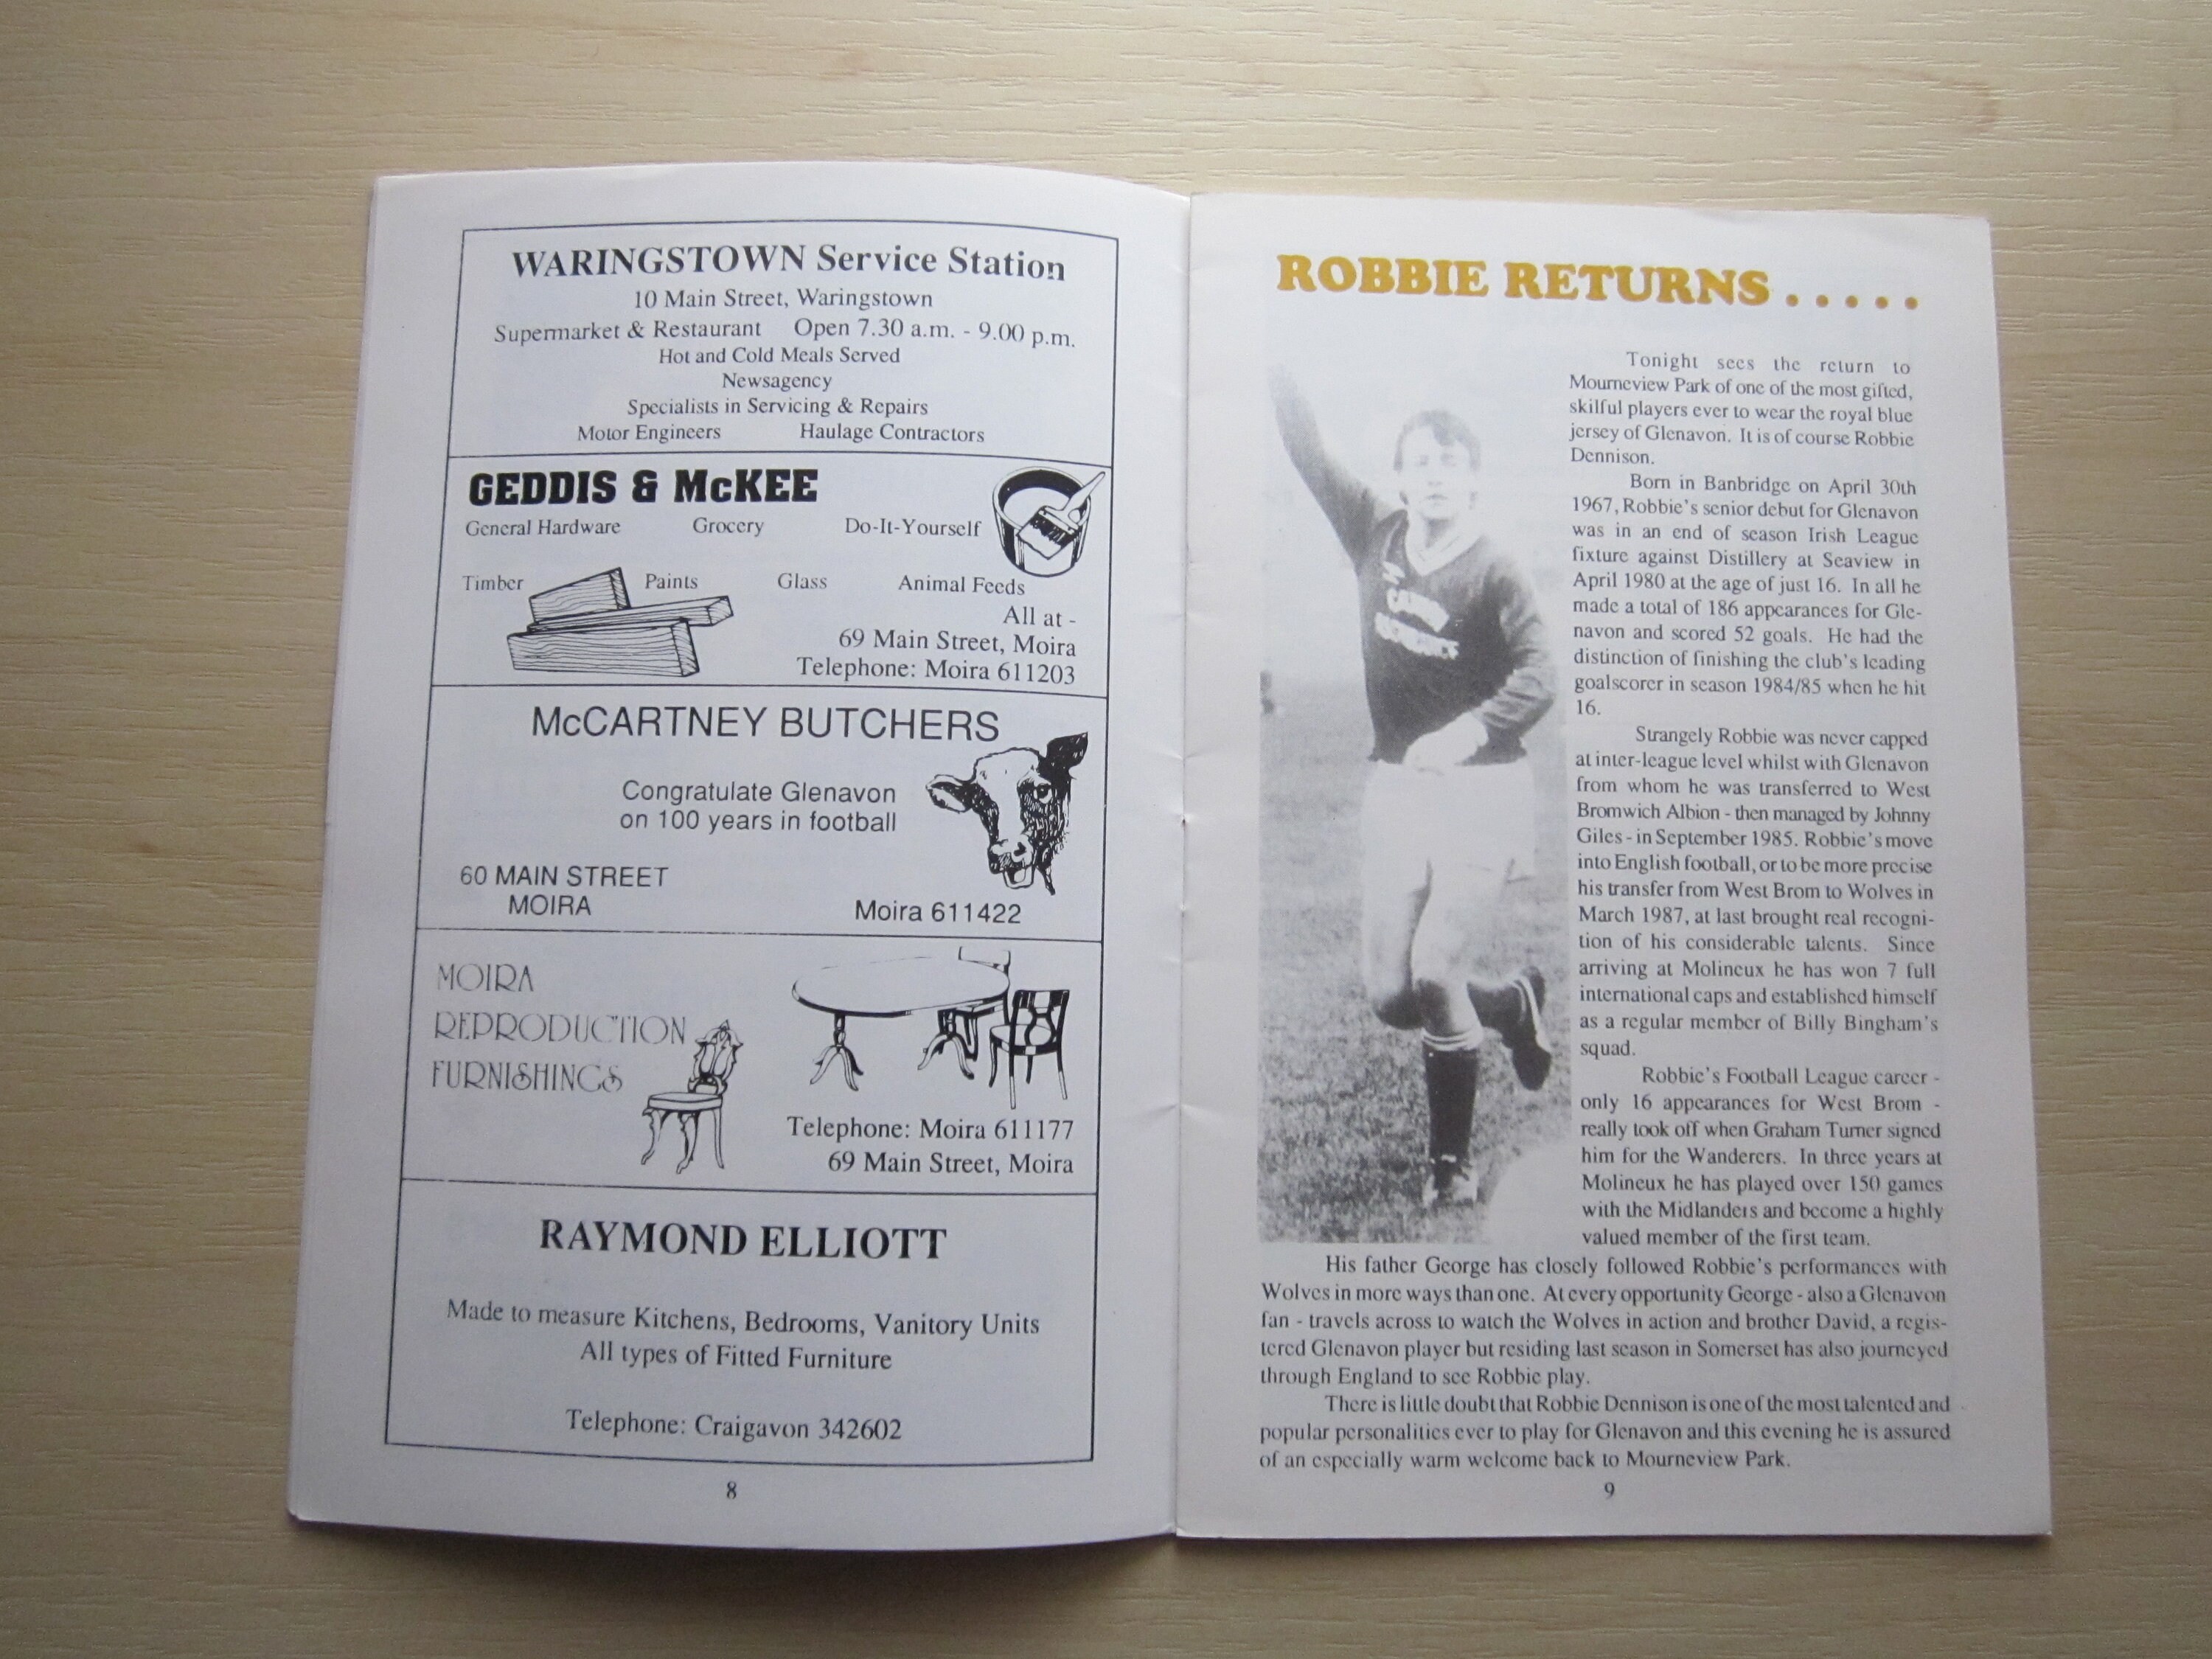 WARINGSTOWN Service Station
10 Main Street, Waringstown
Supermarket & Restaurant Open 7.30 a.m. - 9.00 p.m.
Hot and Cold Meals Served
Newsagency
Specialists in Servicing & Repairs
Motor Engineers Haulage Contractors
GEDDIS & McKEE
General Hardware Grocery Do-It-Yourself
Timber Paints Glass Animal Feeds
All at -
69 Main Street, Moira
Telephone: Moira 611203
McCARTNEY BUTCHERS
Congratulate Glenavon
on 100 years in football
60 MAIN STREET
MOIRA
Moira 611422
MOIRA
REPRODUCTION
FURNISHINGS
Telephone: Moira 611177
69 Main Street, Moira
RAYMOND ELLIOTT
Made to measure Kitchens, Bedrooms, Vanitory Units
All types of Fitted Furniture
Telephone: Craigavon 342602
8
ROBBIE RETURNS . . . . .
Tonight sees the return to
Mourneview Park of one of the most gifted,
skilful players ever to wear the royal blue
jersey of Glenavon. It is of course Robbie
Dennison.
Born in Banbridge on April 30th
1967, Robbie's senior debut for Glenavon
was in an end of season Irish League
fixture against Distillery at Seaview in
April 1980 at the age of just 16. In all he
made a total of 186 appearances for Gle-
navon and scored 52 goals. He had the
distinction of finishing the club's leading
goalscorer in season 1984/85 when he hit
16.
Strangely Robbie was never capped
at inter-league level whilst with Glenavon
from whom he was transferred to West
Bromwich Albion - then managed by Johnny
Giles - in September 1985. Robbie's move
into English football, or to be more precise
his transfer from West Brom to Wolves in
March 1987, at last brought real recogni-
tion of his considerable talents. Since
arriving at Molineux he has won 7 full
international caps and established himself
as a regular member of Billy Bingham's
squad.
Robbie's Football League career -
only 16 appearances for West Brom -
really took off when Graham Turner signed
him for the Wanderers. In three years at
Molineux he has played over 150 games
with the Midlanders and become a highly
valued member of the first team.
His father George has closely followed Robbie's performances with
Wolves in more ways than one. At every opportunity George - also a Glenavon
fan - travels across to watch the Wolves in action and brother David, a regis-
tered Glenavon player but residing last season in Somerset has also journeyed
through England to see Robbie play.
There is little doubt that Robbie Dennison is one of the most talented and
popular personalities ever to play for Glenavon and this evening he is assured
of an especially warm welcome back to Mourneview Park.
9